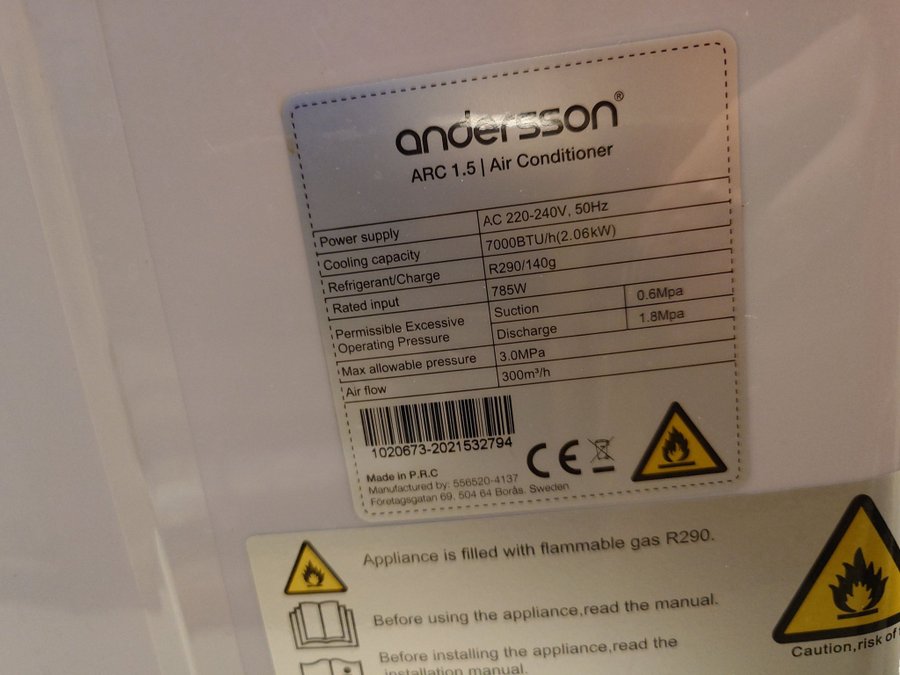 andersson®
ARC 1.5 | Air Conditioner
Power supply AC 220-240V, 50Hz
Cooling capacity 7000BTU/h(2.06kW)
Refrigerant/Charge R290/140g
Rated input 785W
Permissible Excessive Operating Pressure Suction 0.6Mpa
Discharge 1.8Mpa
Max allowable pressure 3.0MPa
Air flow 300m³/h
1020673-2021532794
CE
Made in P.R.C
Manufactured by: 556520-4137
Företagsgatan 69, 504 64 Borås, Sweden
Appliance is filled with flammable gas R290.
Before using the appliance,read the manual.
Before installing the appliance,read the
installation manual.
Caution,risk of